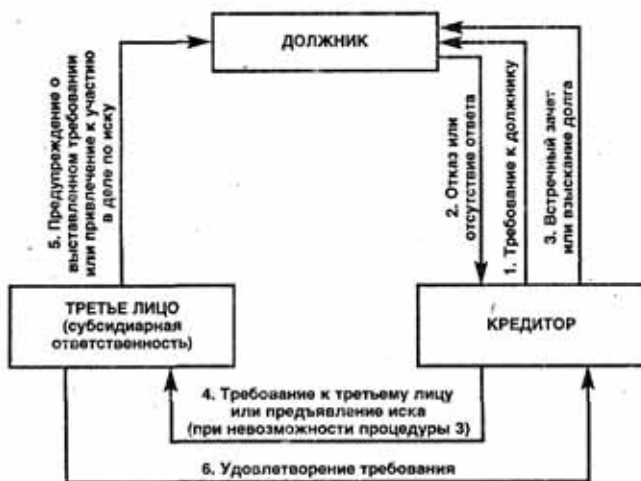 ДОЛЖНИК
5. Предупреждение о
выставленном требовании
или привлечение к участию
в деле по иску
2. Отказ или
отсутствие ответа
1. Требование к должнику
3. Встречный зачет
или взыскание долга
ТРЕТЬЕ ЛИЦО
(субсидиарная
ответственность)
КРЕДИТОР
4. Требование к третьему лицу
или предъявление иска
(при невозможности процедуры 3)
6. Удовлетворение требования